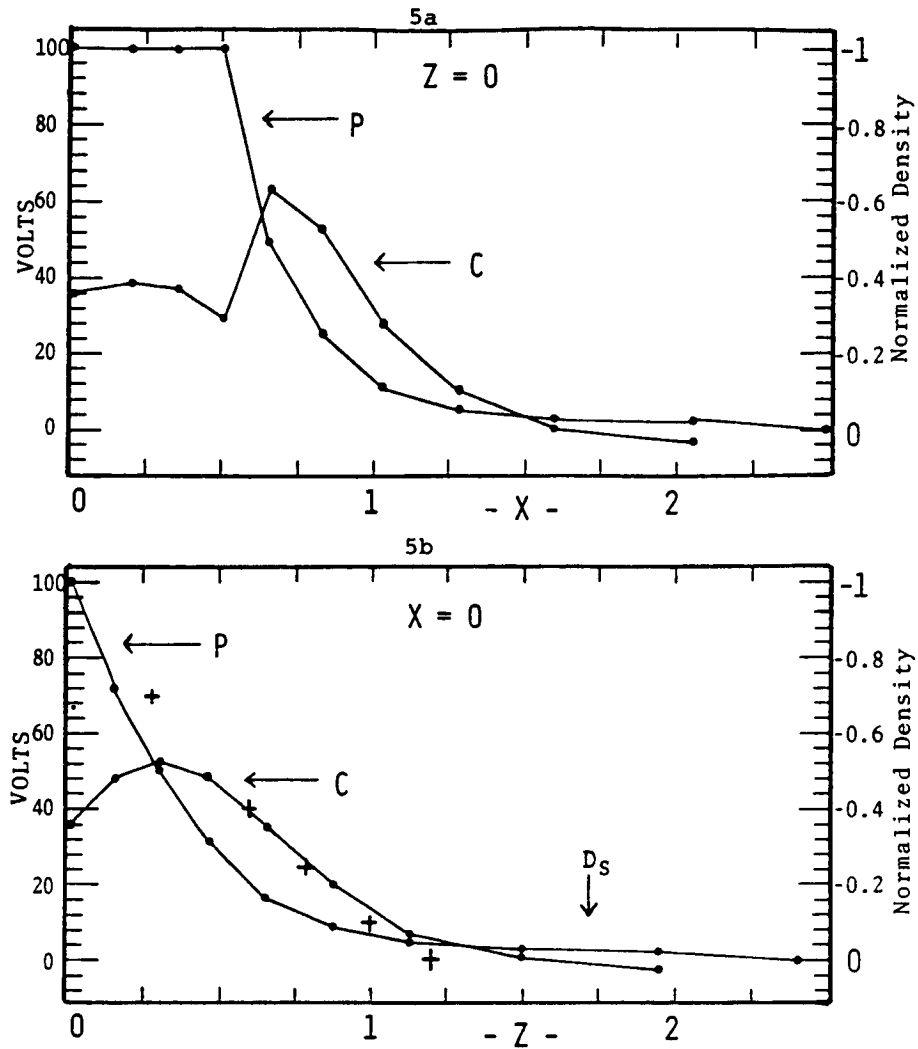 5a
Z = 0
P
C
VOLTS
100
80
60
40
20
0
-1
-0.8
-0.6
-0.4
-0.2
0
Normalized Density
0 1 2
- X -
5b
X = 0
P
C
D_S
VOLTS
100
80
60
40
20
0
-1
-0.8
-0.6
-0.4
-0.2
0
Normalized Density
0 1 2
- Z -